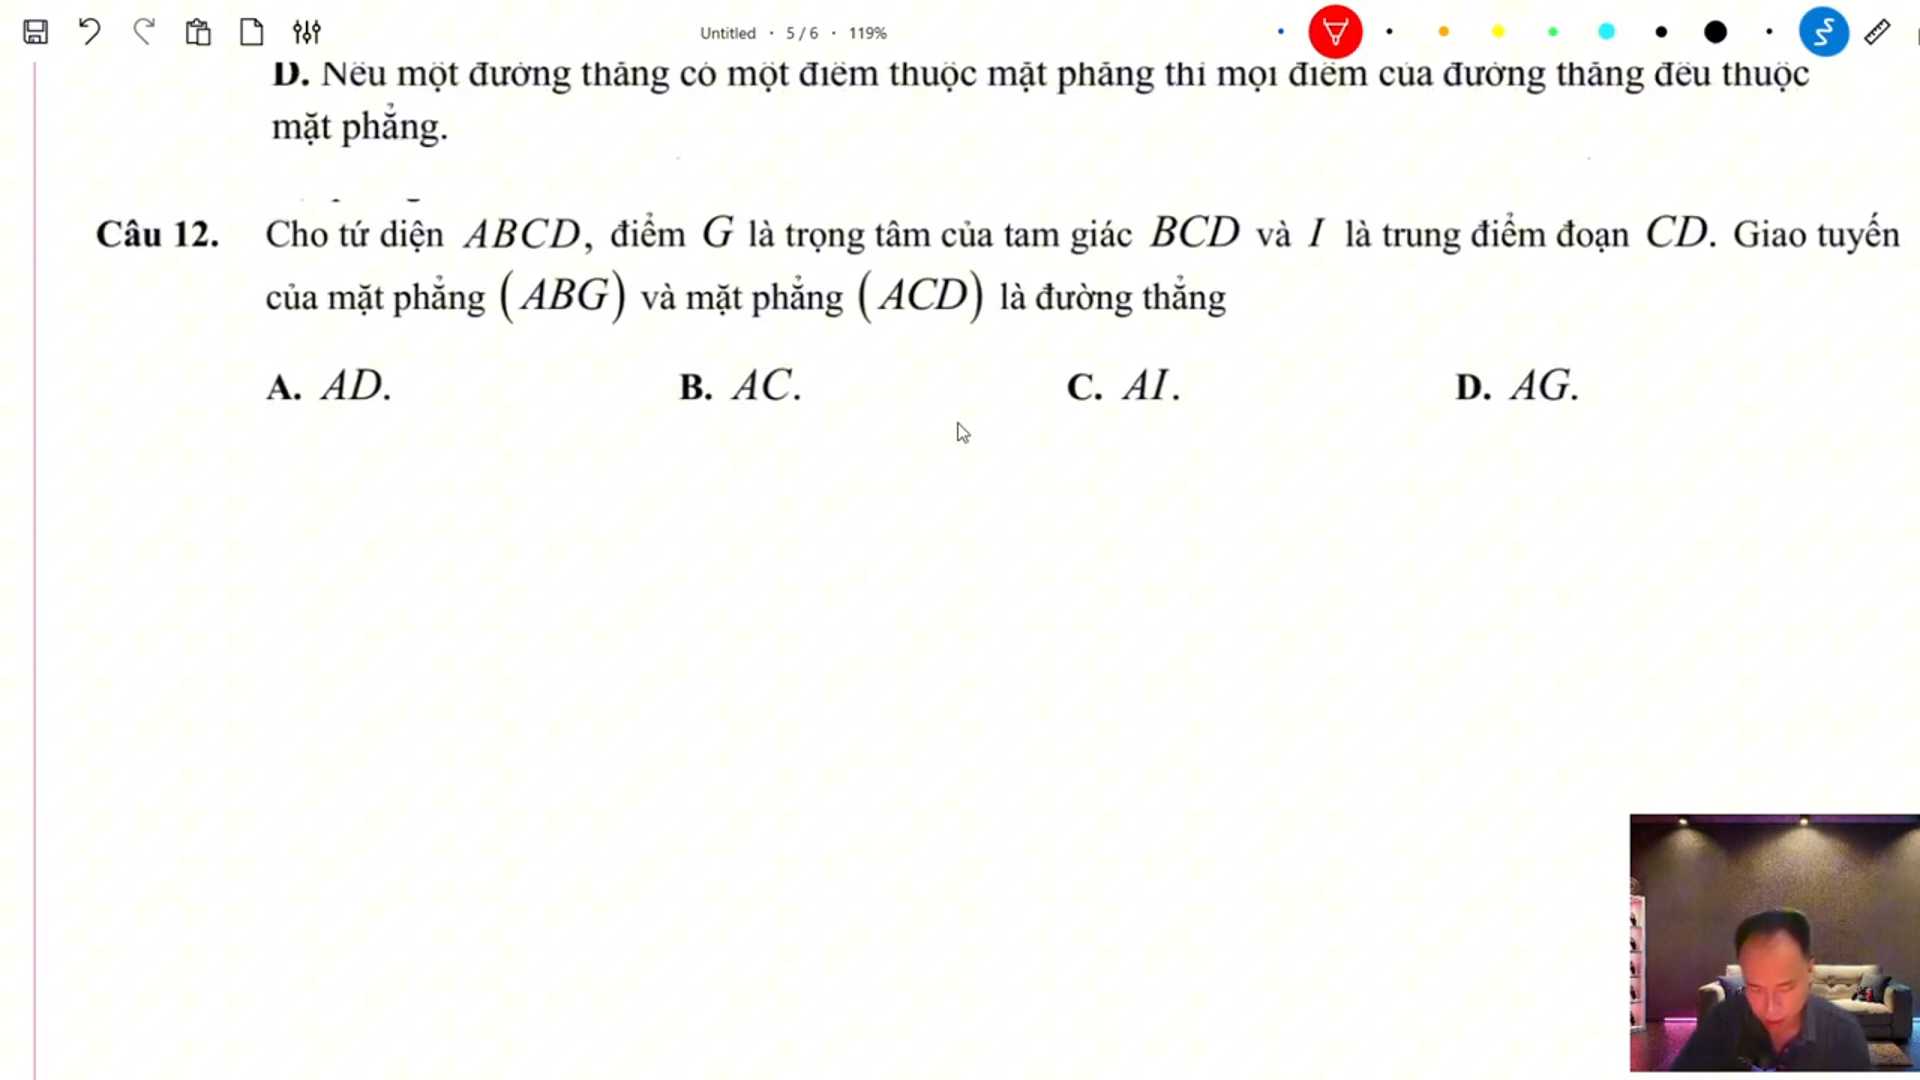 Untitled • 5 / 6 • 119%
D. Nếu một đường thẳng có một điểm thuộc mặt phẳng thì mọi điểm của đường thẳng đều thuộc
mặt phẳng.
Câu 12. Cho tứ diện ABCD, điểm G là trọng tâm của tam giác BCD và I là trung điểm đoạn CD. Giao tuyến
của mặt phẳng (ABG) và mặt phẳng (ACD) là đường thẳng
A. AD. B. AC. C. AI. D. AG.